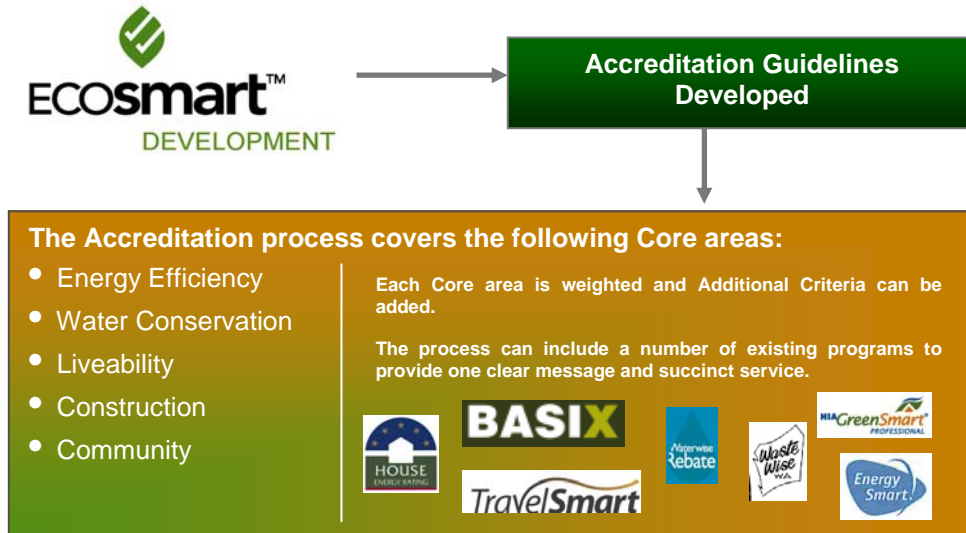 ECOsmart™
DEVELOPMENT
Accreditation Guidelines
Developed
The Accreditation process covers the following Core areas:
• Energy Efficiency
• Water Conservation
• Liveability
• Construction
• Community
Each Core area is weighted and Additional Criteria can be
added.
The process can include a number of existing programs to
provide one clear message and succinct service.
HOUSE
ENERGY RATING
BASIX
TravelSmart
Waterwise
Rebate
Waste
Wise
WA
HIA GreenSmart®
PROFESSIONAL
Energy
Smart